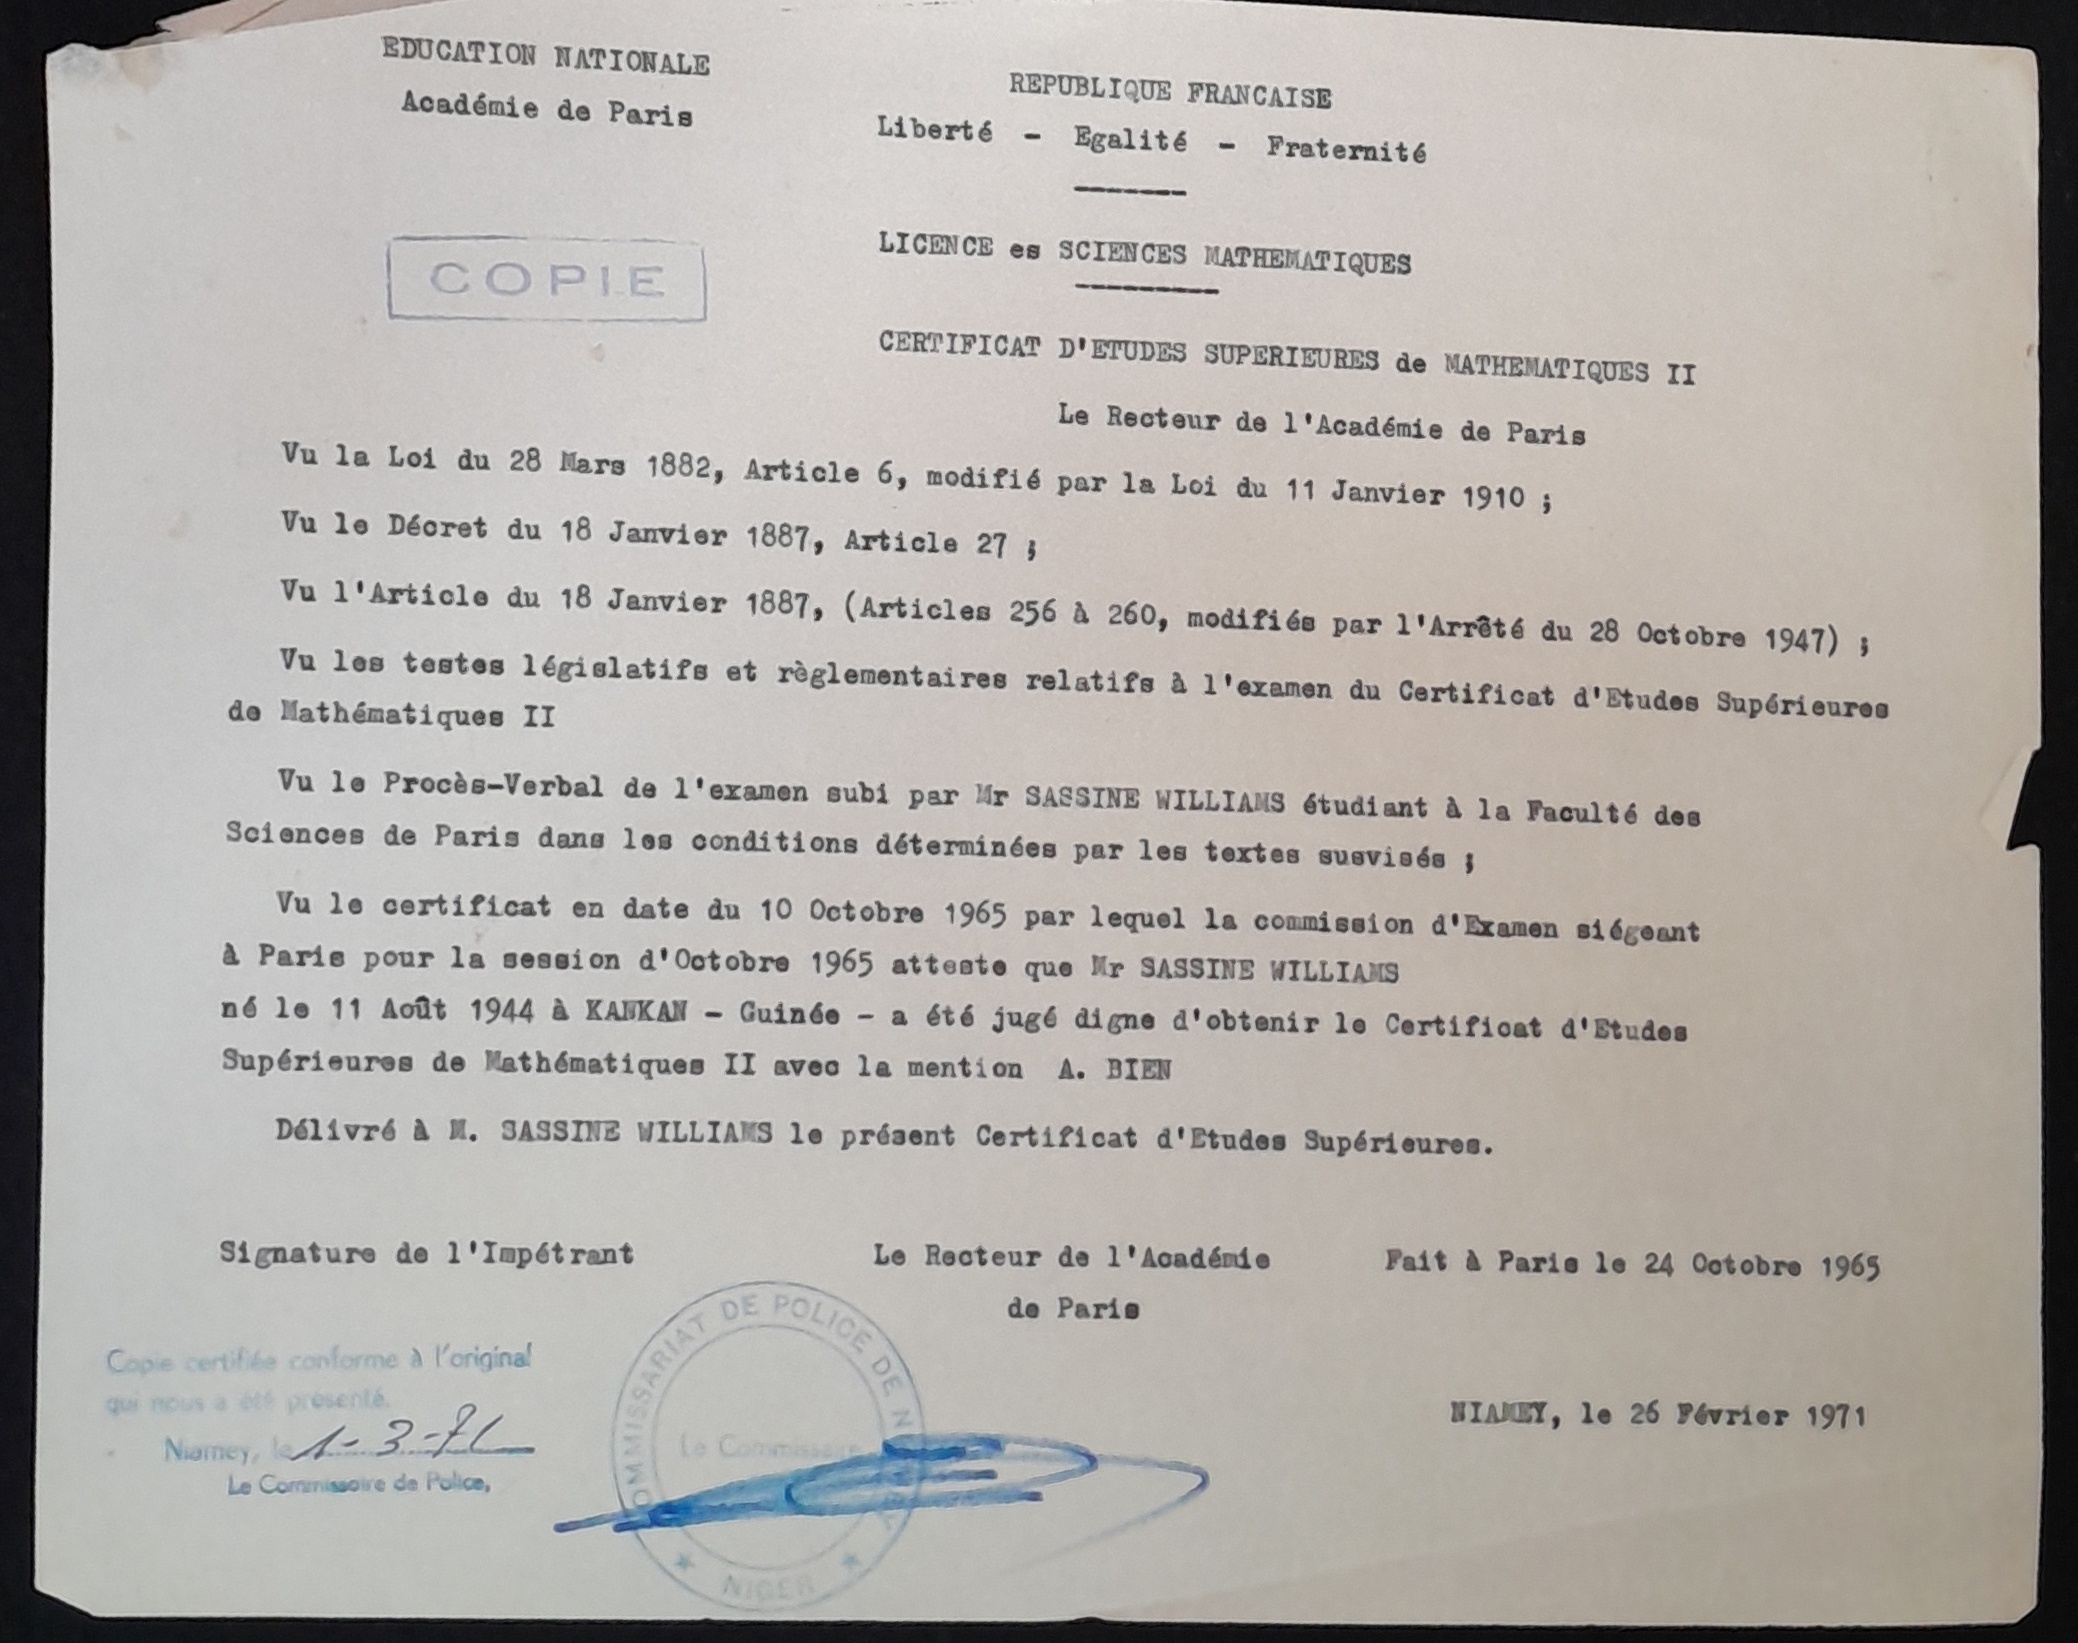 EDUCATION NATIONALE
Académie de Paris
REPUBLIQUE FRANCAISE
Liberté - Egalité - Fraternité
COPIE
LICENCE es SCIENCES MATHEMATIQUES
CERTIFICAT D'ETUDES SUPERIEURES de MATHEMATIQUES II
Le Recteur de l'Académie de Paris
Vu la Loi du 28 Mars 1882, Article 6, modifié par la Loi du 11 Janvier 1910 ;
Vu le Décret du 18 Janvier 1887, Article 27 ;
Vu l'Article du 18 Janvier 1887, (Articles 256 à 260, modifiés par l'Arrêté du 28 Octobre 1947) ;
Vu les testes législatifs et règlementaires relatifs à l'examen du Certificat d'Etudes Supérieures
de Mathématiques II
Vu le Procès-Verbal de l'examen subi par Mr SASSINE WILLIAMS étudiant à la Faculté des
Sciences de Paris dans les conditions déterminées par les textes susvisés ;
Vu le certificat en date du 10 Octobre 1965 par lequel la commission d'Examen siégeant
à Paris pour la session d'Octobre 1965 atteste que Mr SASSINE WILLIAMS
né le 11 Août 1944 à KANKAN - Guinée - a été jugé digne d'obtenir le Certificat d'Etudes
Supérieures de Mathématiques II avec la mention A. BIEN
Délivré à M. SASSINE WILLIAMS le présent Certificat d'Etudes Supérieures.
Signature de l'Impétrant
Le Recteur de l'Académie
de Paris
Fait à Paris le 24 Octobre 1965
Copie certifiée conforme à l'original
qui nous a été présenté.
Niamey, le 1-3-71
Le Commissaire de Police,
COMMISSARIAT DE POLICE DE
Le Commissaire
NIGER
NIAMEY, le 26 Février 1971